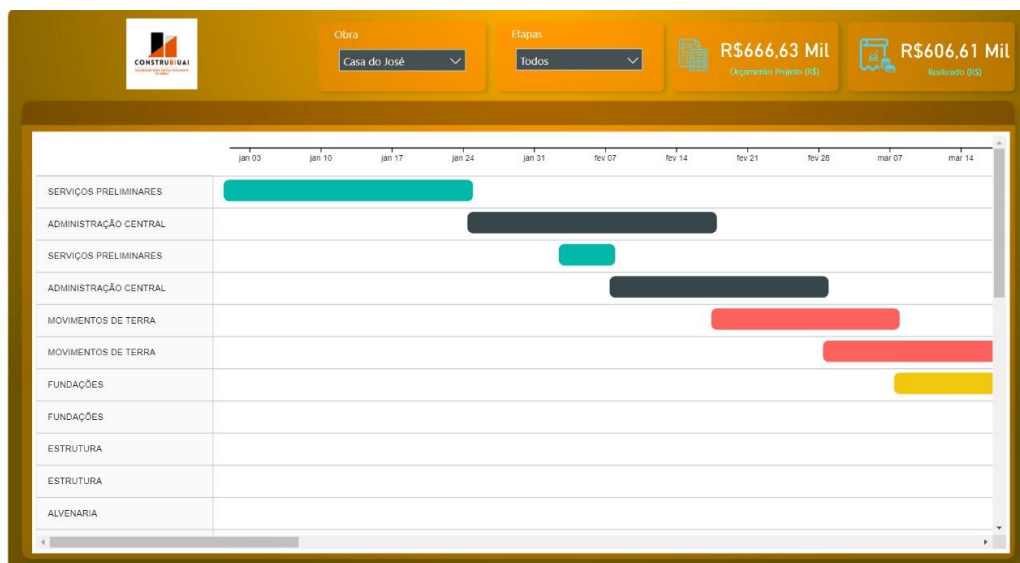 CONSTRUBIUAI
Obra
Casa do José
Etapas
Todos
R$666,63 Mil
Orçamento Projeto (R$)
R$606,61 Mil
Realizado (R$)
jan 03 jan 10 jan 17 jan 24 jan 31 fev 07 fev 14 fev 21 fev 28 mar 07 mar 14
SERVIÇOS PRELIMINARES
ADMINISTRAÇÃO CENTRAL
SERVIÇOS PRELIMINARES
ADMINISTRAÇÃO CENTRAL
MOVIMENTOS DE TERRA
MOVIMENTOS DE TERRA
FUNDAÇÕES
FUNDAÇÕES
ESTRUTURA
ESTRUTURA
ALVENARIA